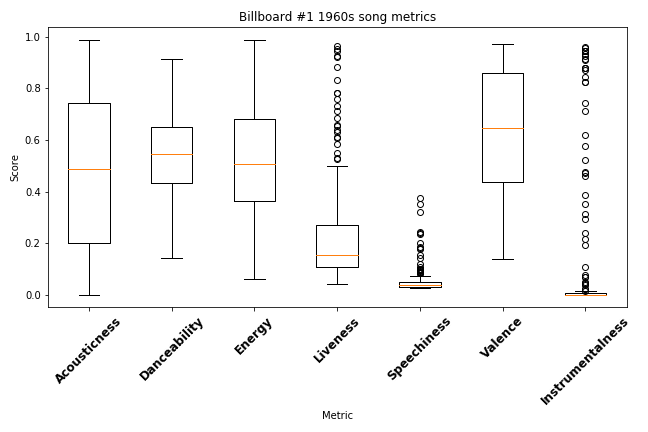 Billboard #1 1960s song metrics
1.0
0.8
0.6
0.4
0.2
0.0
Score
Acousticness
Danceability
Energy
Liveness
Speechiness
Valence
Instrumentalness
Metric